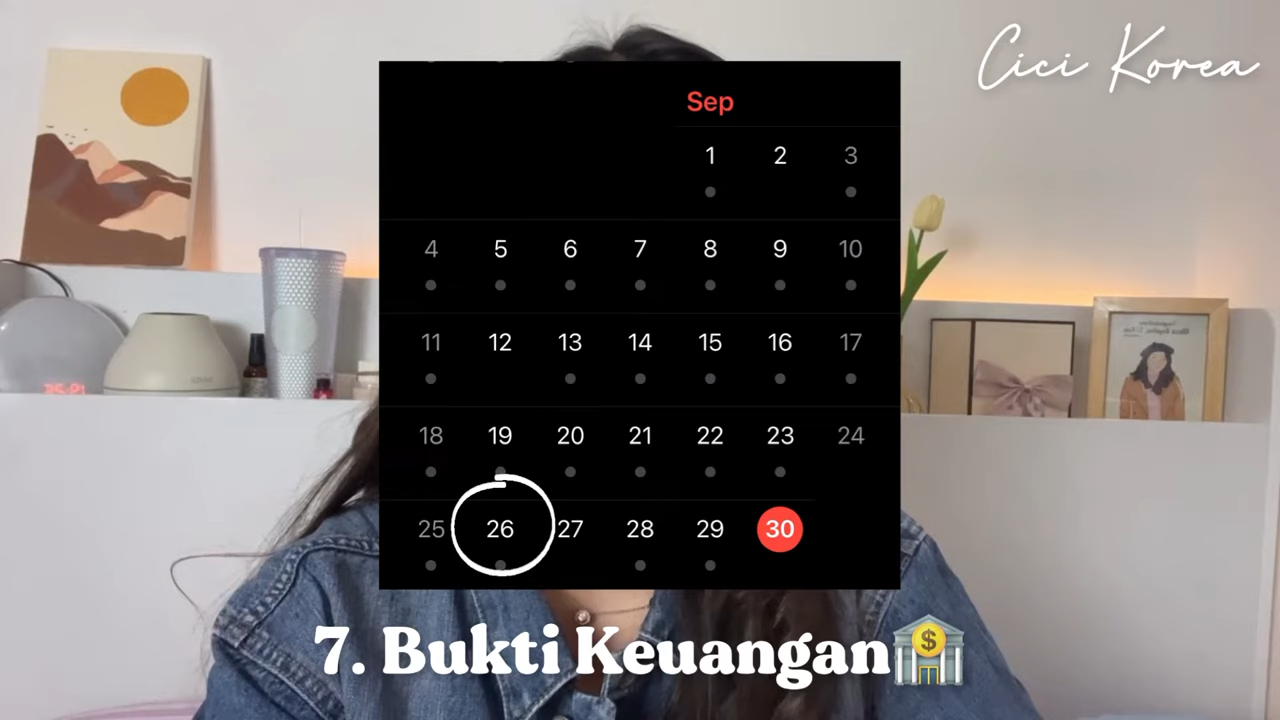 Cici Korea
Sep
1 2 3
4 5 6 7 8 9 10
11 12 13 14 15 16 17
18 19 20 21 22 23 24
25 26 27 28 29 30
7. Bukti Keuangan